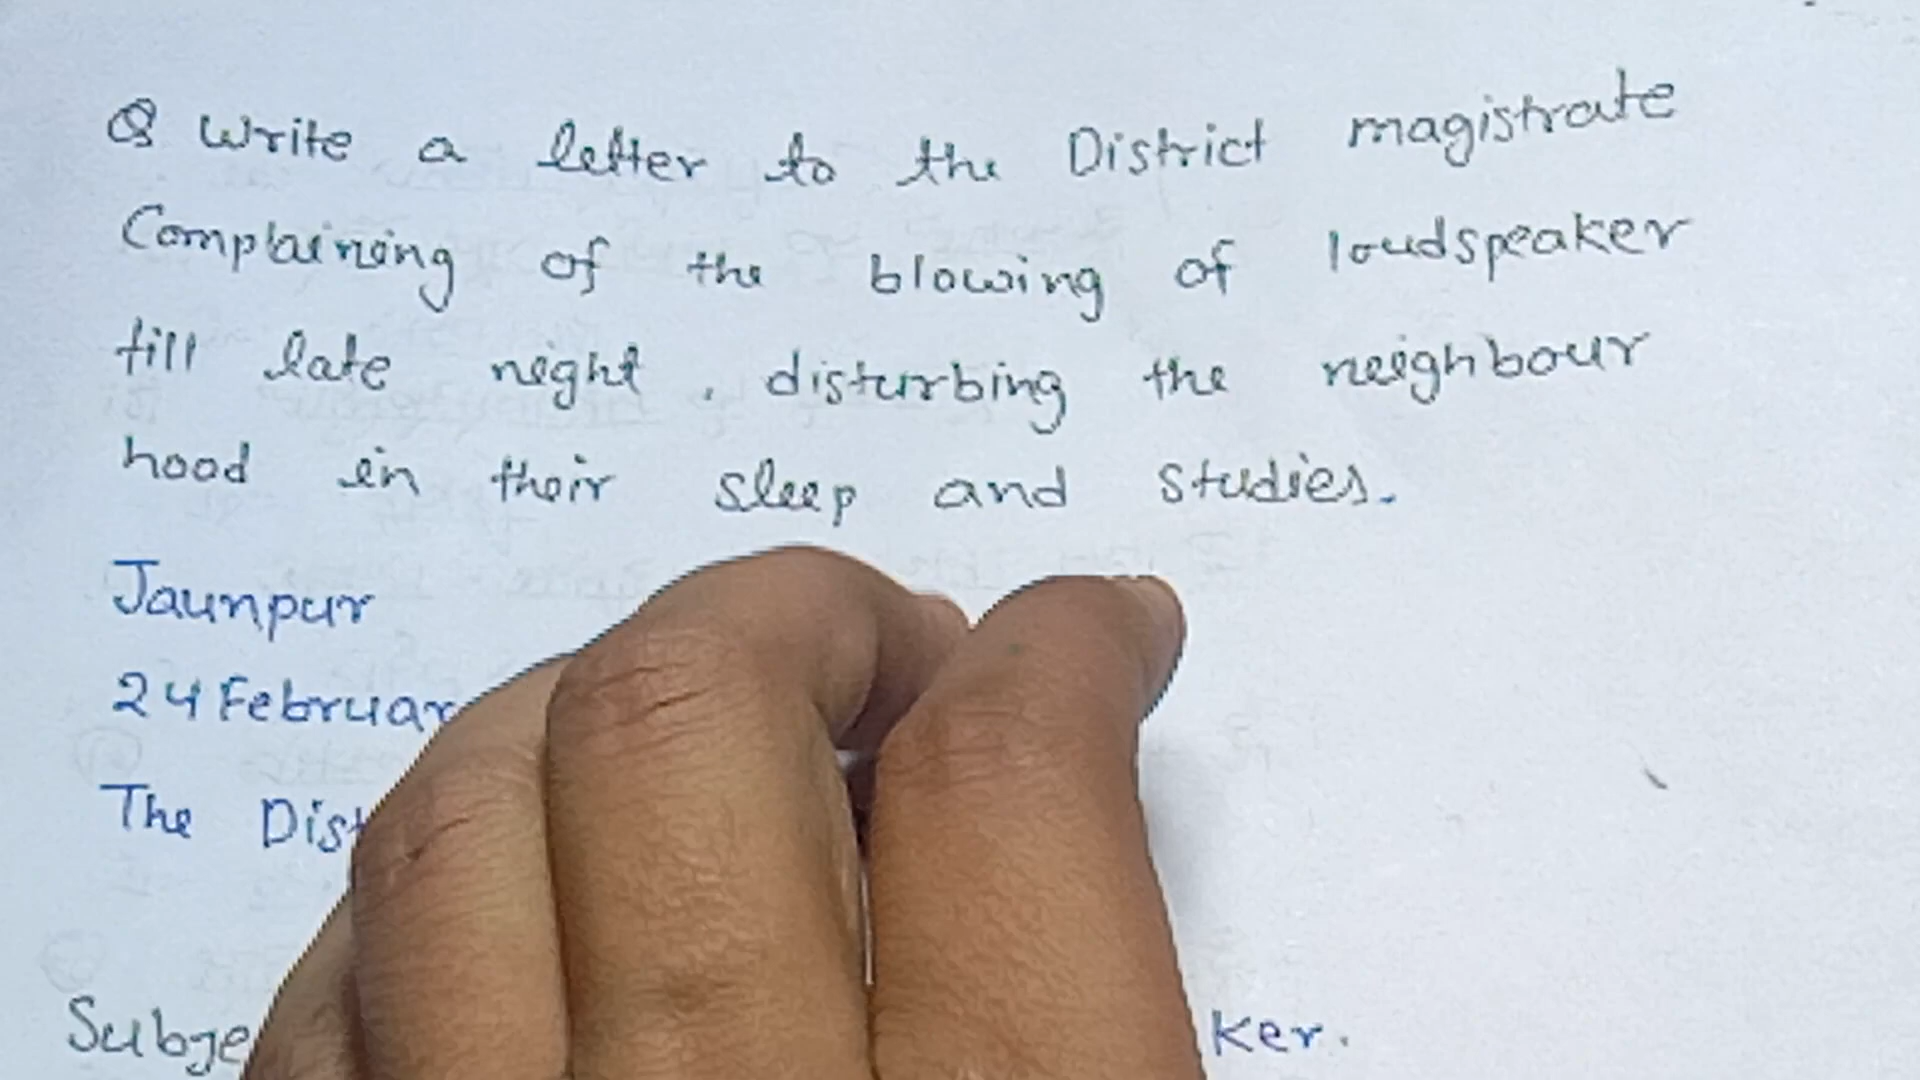 Q Write a letter to the District magistrate
Complaining of the blowing of loudspeaker
till late night, disturbing the neighbour
hood in their sleep and studies.
Jaunpur
24 Februar
The Dist
Subje ker.